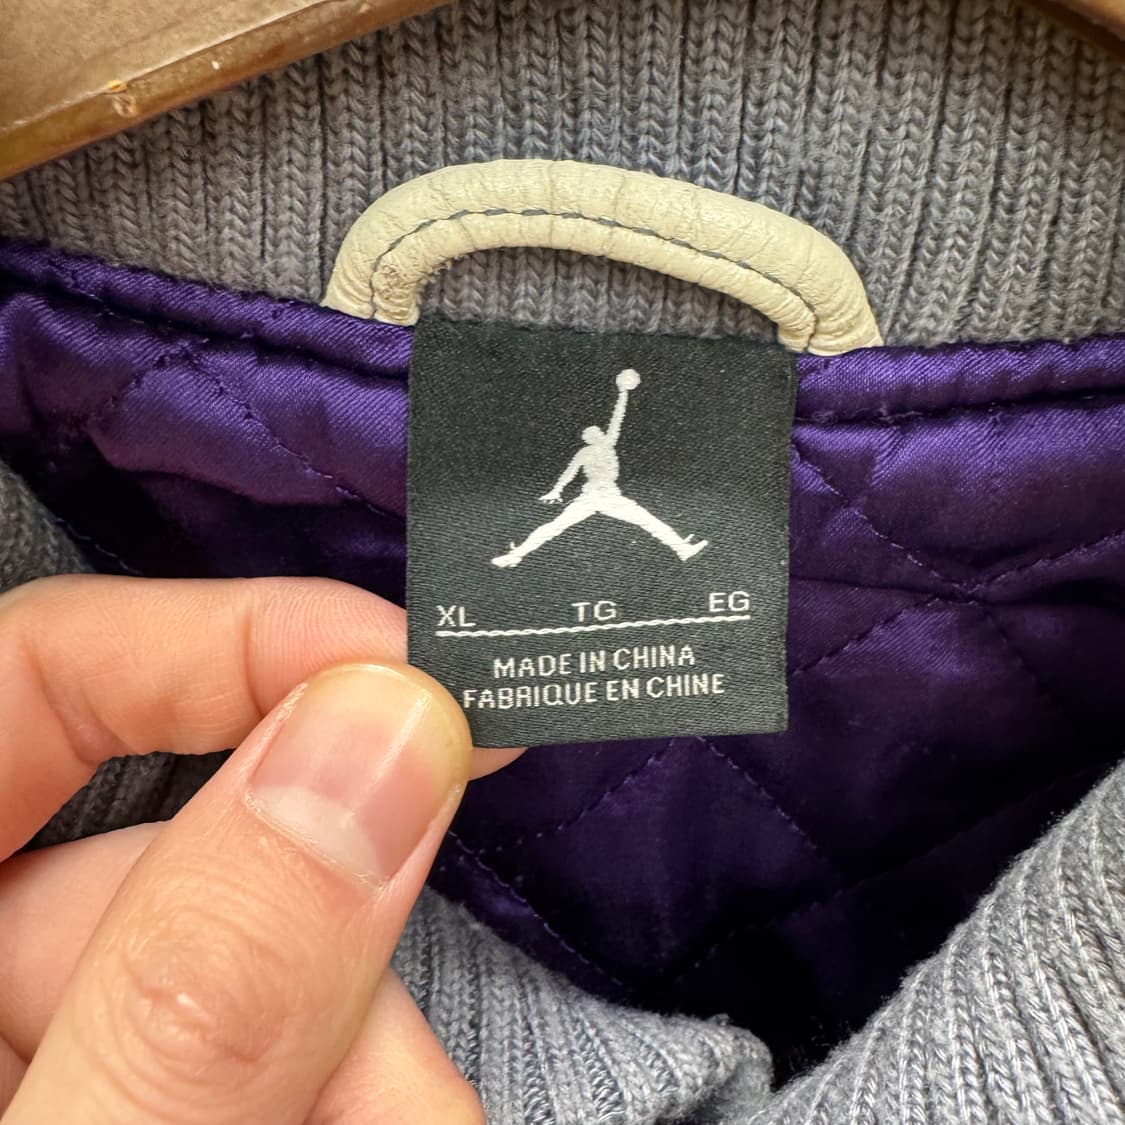 XL TG EG
MADE IN CHINA
FABRIQUE EN CHINE